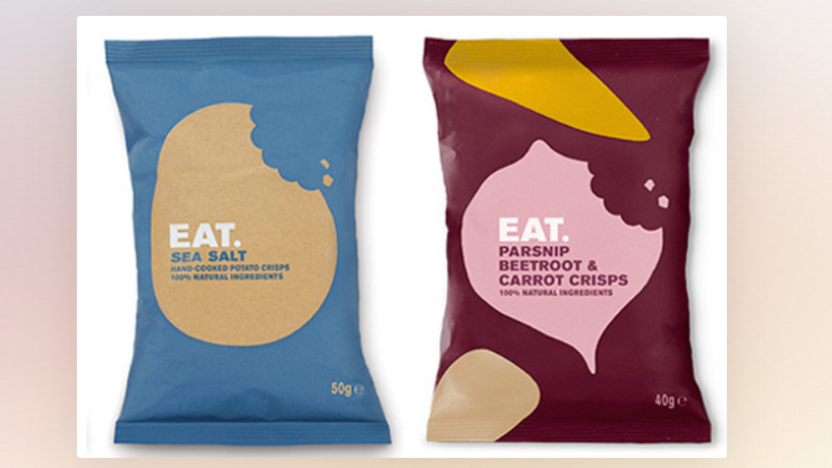 EAT.
SEA SALT
HAND-COOKED POTATO CRISPS
100% NATURAL INGREDIENTS
50g ℮
EAT.
PARSNIP
BEETROOT &
CARROT CRISPS
100% NATURAL INGREDIENTS
40g ℮